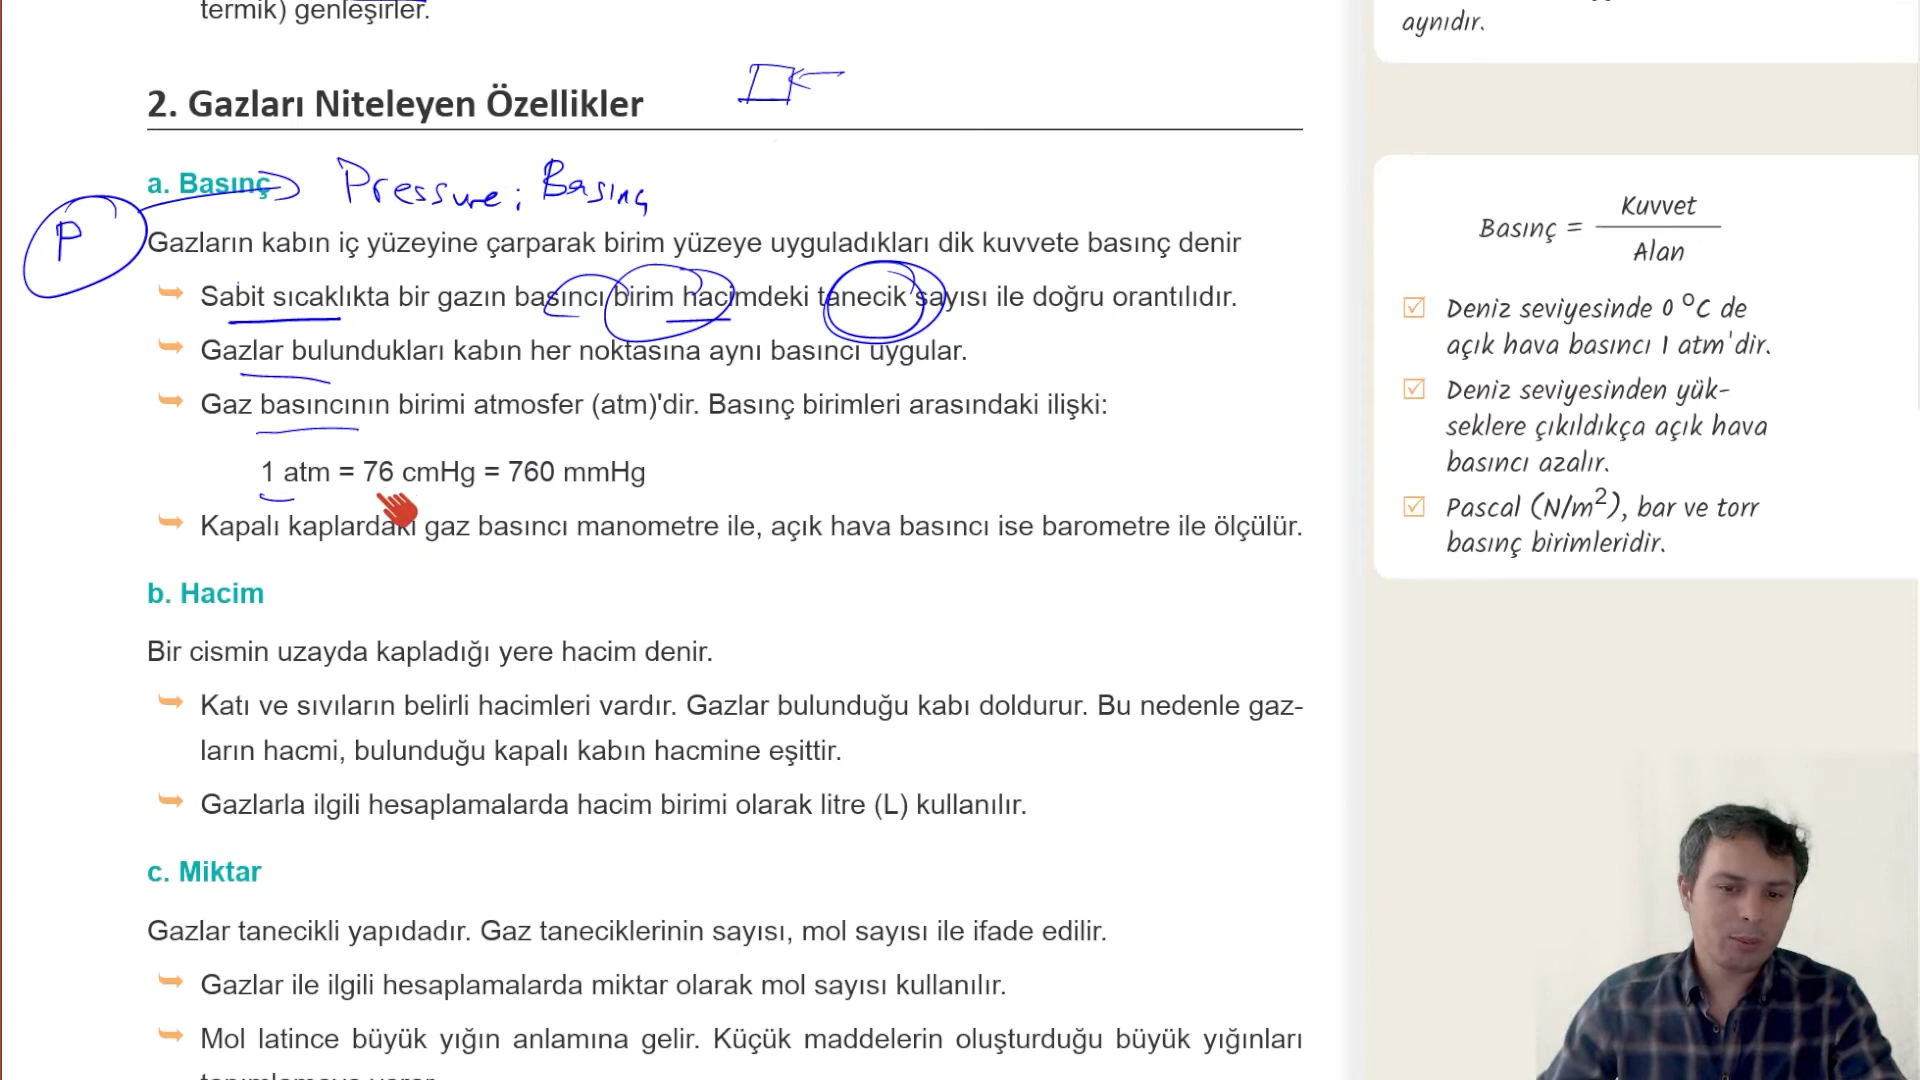 termik) genleşirler.
2. Gazları Niteleyen Özellikler
a. Basınç
Pressure; Basınç
P
Gazların kabın iç yüzeyine çarparak birim yüzeye uyguladıkları dik kuvvete basınç denir
Sabit sıcaklıkta bir gazın basıncı birim hacimdeki tanecik sayısı ile doğru orantılıdır.
Gazlar bulundukları kabın her noktasına aynı basıncı uygular.
Gaz basıncının birimi atmosfer (atm)'dir. Basınç birimleri arasındaki ilişki:
1 atm = 76 cmHg = 760 mmHg
Kapalı kaplardaki gaz basıncı manometre ile, açık hava basıncı ise barometre ile ölçülür.
b. Hacim
Bir cismin uzayda kapladığı yere hacim denir.
Katı ve sıvıların belirli hacimleri vardır. Gazlar bulunduğu kabı doldurur. Bu nedenle gaz-
ların hacmi, bulunduğu kapalı kabın hacmine eşittir.
Gazlarla ilgili hesaplamalarda hacim birimi olarak litre (L) kullanılır.
c. Miktar
Gazlar tanecikli yapıdadır. Gaz taneciklerinin sayısı, mol sayısı ile ifade edilir.
Gazlar ile ilgili hesaplamalarda miktar olarak mol sayısı kullanılır.
Mol latince büyük yığın anlamına gelir. Küçük maddelerin oluşturduğu büyük yığınları
aynıdır.
Basınç = Kuvvet
Alan
Deniz seviyesinde 0 °C de
açık hava basıncı 1 atm'dir.
Deniz seviyesinden yük-
seklere çıkıldıkça açık hava
basıncı azalır.
Pascal (N/m²), bar ve torr
basınç birimleridir.